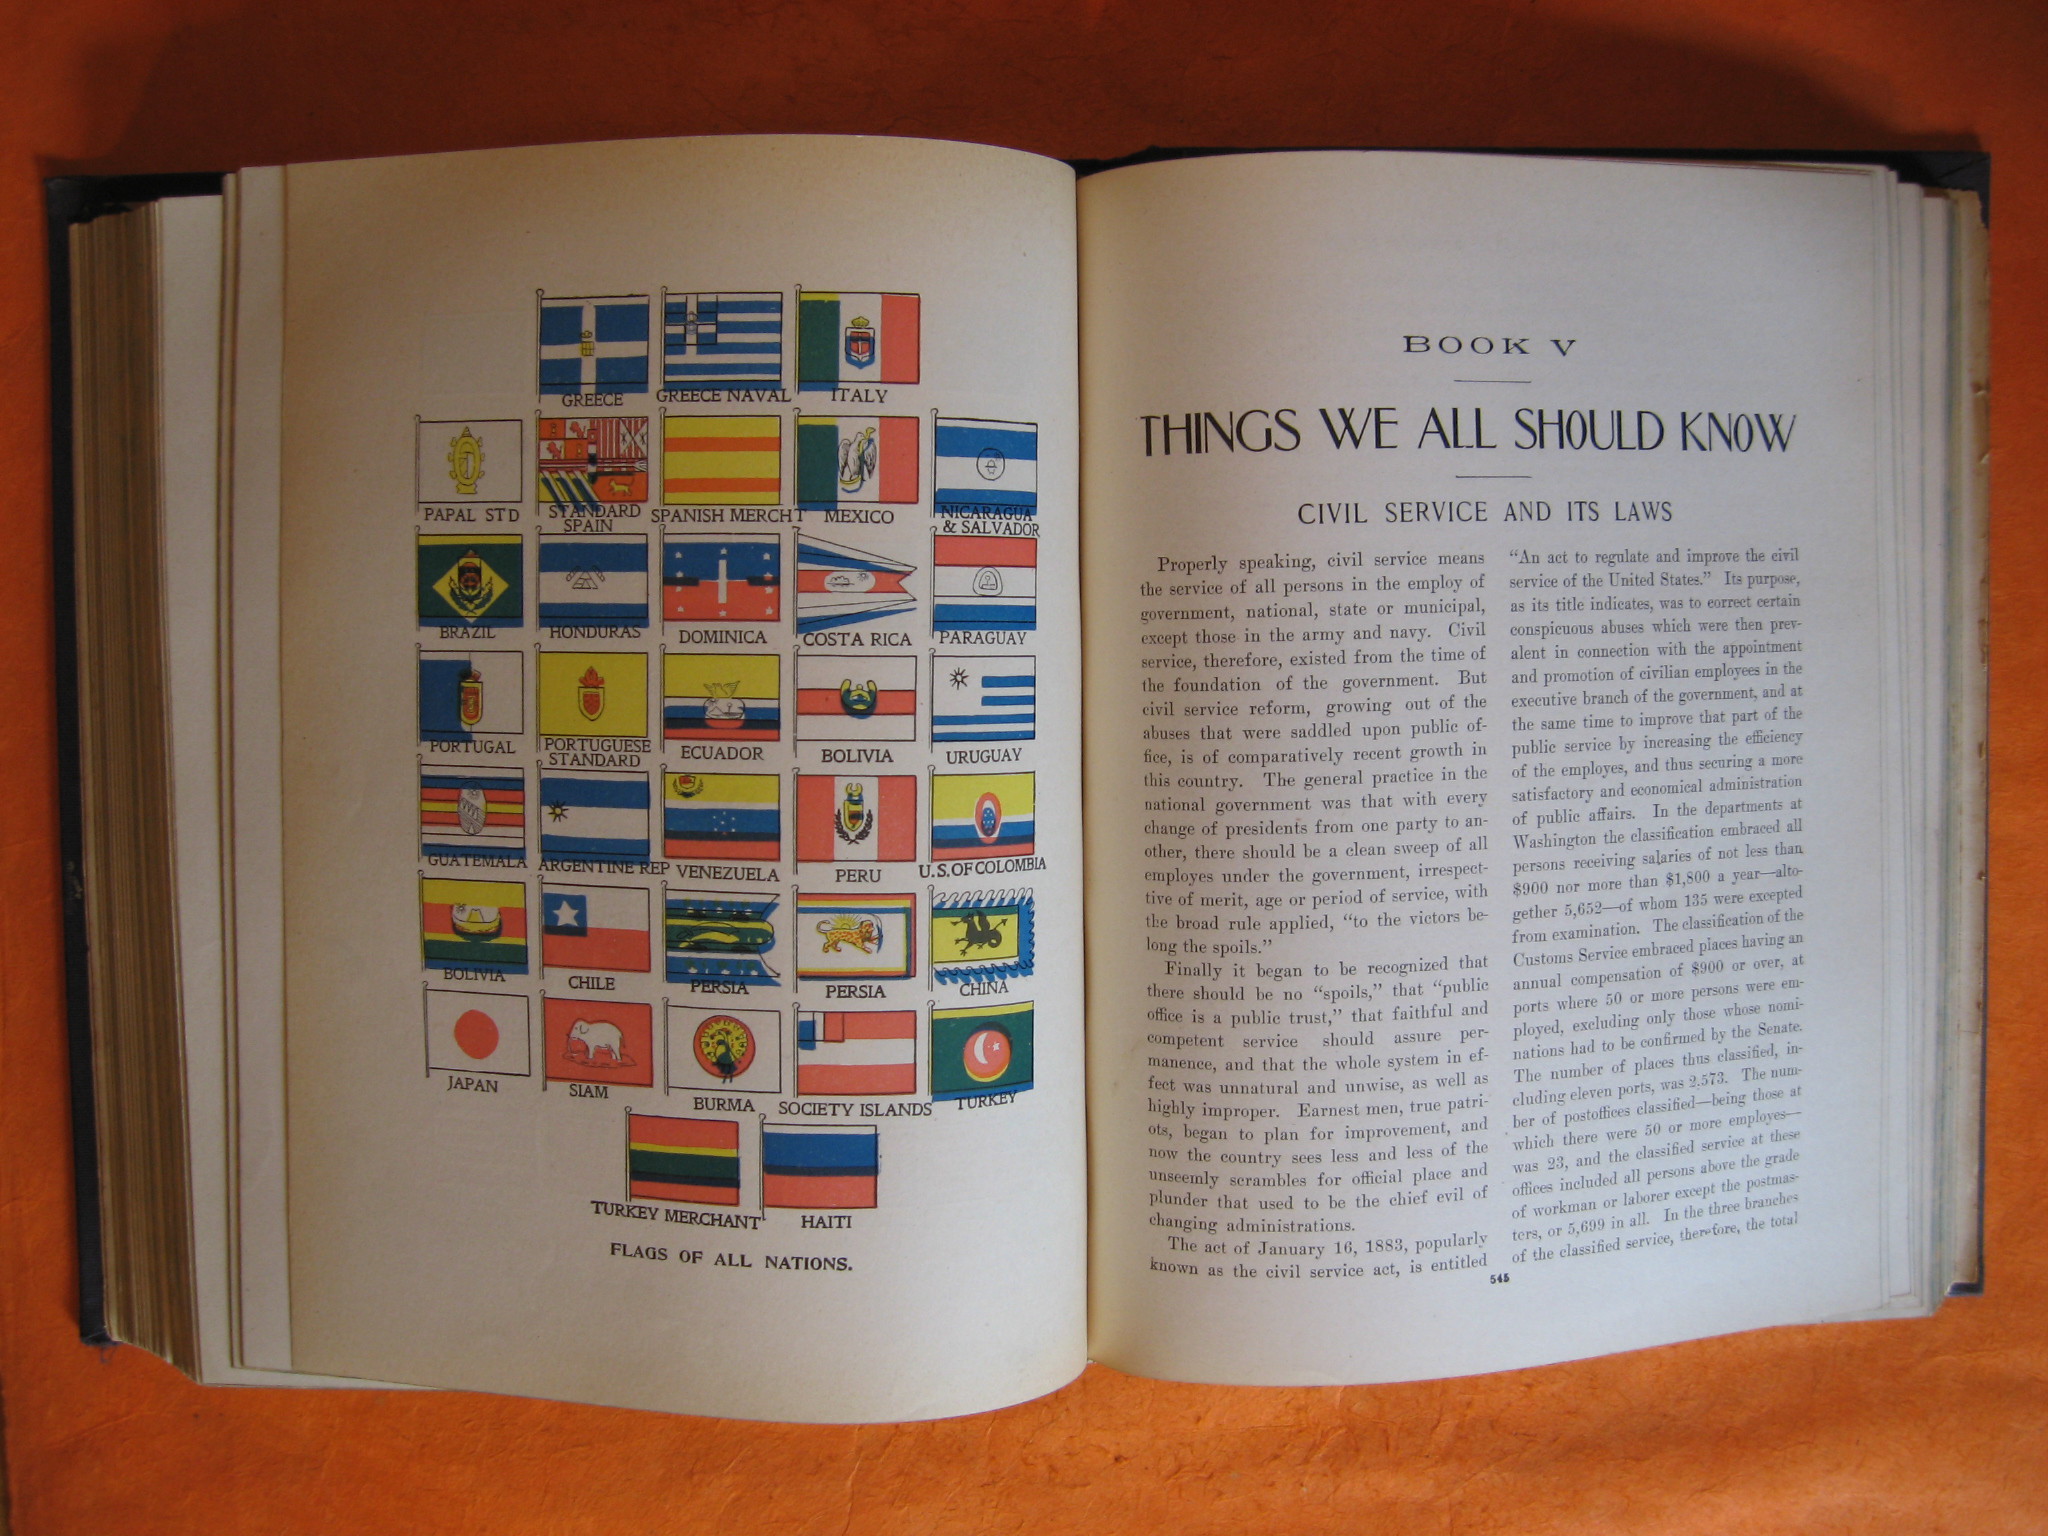 GREECE GREECE NAVAL ITALY
PAPAL STD STANDARD SPAIN SPANISH MERCHT MEXICO NICARAGUA & SALVADOR
BRAZIL HONDURAS DOMINICA COSTA RICA PARAGUAY
PORTUGAL PORTUGUESE STANDARD ECUADOR BOLIVIA URUGUAY
GUATEMALA ARGENTINE REP VENEZUELA PERU U.S. OF COLOMBIA
BOLIVIA CHILE PERSIA PERSIA CHINA
JAPAN SIAM BURMA SOCIETY ISLANDS TURKEY
TURKEY MERCHANT HAITI
FLAGS OF ALL NATIONS.
BOOK V
THINGS WE ALL SHOULD KNOW
CIVIL SERVICE AND ITS LAWS
Properly speaking, civil service means
the service of all persons in the employ of
government, national, state or municipal,
except those in the army and navy. Civil
service, therefore, existed from the time of
the foundation of the government. But
civil service reform, growing out of the
abuses that were saddled upon public of-
fice, is of comparatively recent growth in
this country. The general practice in the
national government was that with every
change of presidents from one party to an-
other, there should be a clean sweep of all
employes under the government, irrespect-
tive of merit, age or period of service, with
the broad rule applied, "to the victors be-
long the spoils."
Finally it began to be recognized that
there should be no "spoils," that "public
office is a public trust," that faithful and
competent service should assure per-
manence, and that the whole system in ef-
fect was unnatural and unwise, as well as
highly improper. Earnest men, true patri-
ots, began to plan for improvement, and
now the country sees less and less of the
unseemly scrambles for official place and
plunder that used to be the chief evil of
changing administrations.
The act of January 16, 1883, popularly
known as the civil service act, is entitled
"An act to regulate and improve the civil
service of the United States." Its purpose,
as its title indicates, was to correct certain
conspicuous abuses which were then prev-
alent in connection with the appointment
and promotion of civilian employees in the
executive branch of the government, and at
the same time to improve that part of the
public service by increasing the efficiency
of the employes, and thus securing a more
satisfactory and economical administration
of public affairs. In the departments at
Washington the classification embraced all
persons receiving salaries of not less than
$900 nor more than $1,800 a year—alto-
gether 5,652—of whom 135 were excepted
from examination. The classification of the
Customs Service embraced places having an
annual compensation of $900 or over, at
ports where 50 or more persons were em-
ployed, excluding only those whose nomi-
nations had to be confirmed by the Senate.
The number of places thus classified, in-
cluding eleven ports, was 2,573. The num-
ber of postoffices classified—being those at
which there were 50 or more employes—
was 23, and the classified service at these
offices included all persons above the grade
of workman or laborer except the postmas-
ters, or 5,699 in all. In the three branches
of the classified service, therefore, the total
545